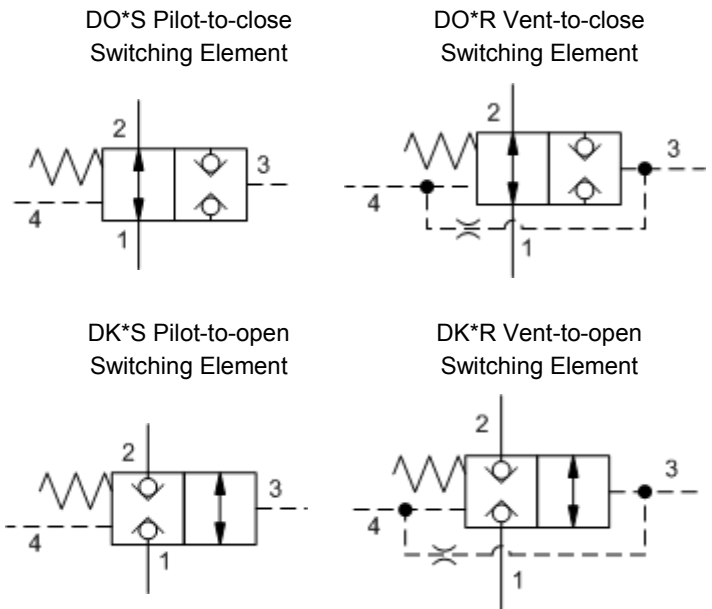 DO*S Pilot-to-close
Switching Element
2
3
4
1
DO*R Vent-to-close
Switching Element
2
3
4
1
DK*S Pilot-to-open
Switching Element
2
3
4
1
DK*R Vent-to-open
Switching Element
2
3
4
1